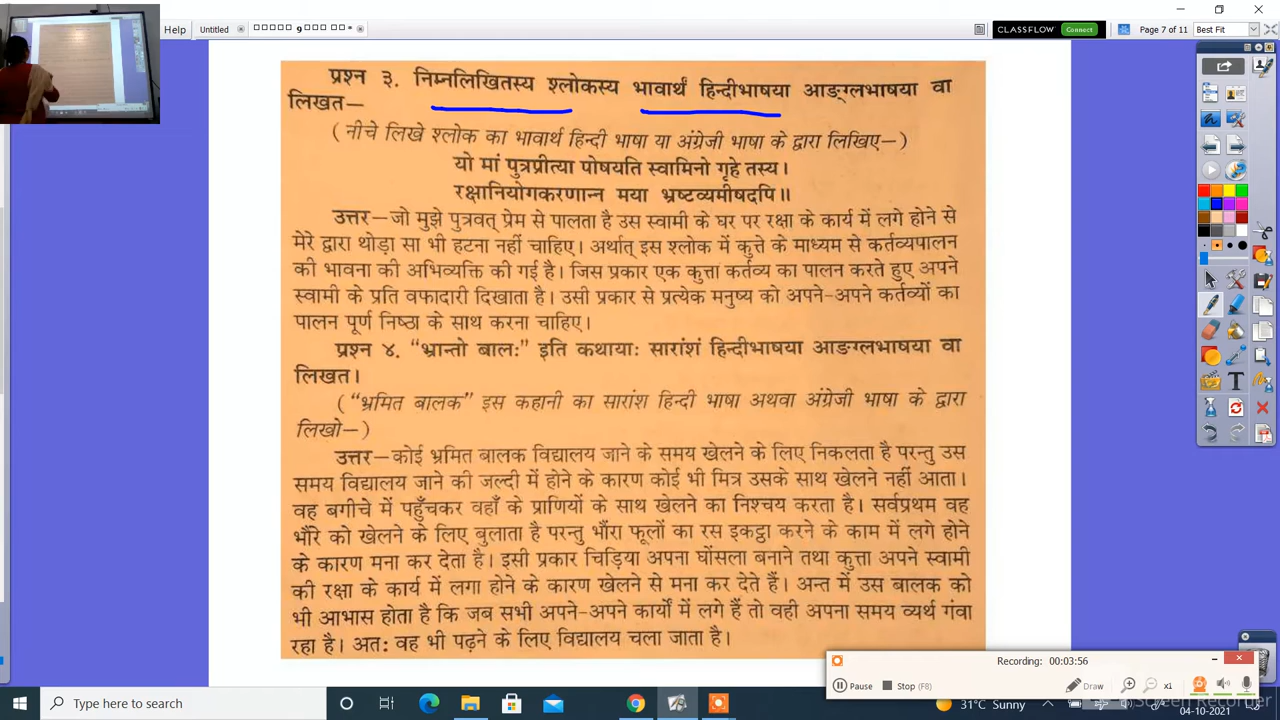 Help
Untitled
9
CLASSFLOW
Connect
Page 7 of 11
Best Fit
प्रश्न ३. निम्नलिखितस्य श्लोकस्य भावार्थं हिन्दीभाषया आङ्ग्लभाषया वा
लिखत–
(नीचे लिखे श्लोक का भावार्थ हिन्दी भाषा या अंग्रेजी भाषा के द्वारा लिखिए–)
यो मां पुत्रप्रीत्या पोषयति स्वामिनो गृहे तस्य।
रक्षानियोगकरणान्न मया भ्रष्टव्यमीषदपि॥
उत्तर–जो मुझे पुत्रवत् प्रेम से पालता है उस स्वामी के घर पर रक्षा के कार्य में लगे होने से
मेरे द्वारा थोड़ा सा भी हटना नहीं चाहिए। अर्थात् इस श्लोक में कुत्ते के माध्यम से कर्तव्यपालन
की भावना की अभिव्यक्ति की गई है। जिस प्रकार एक कुत्ता कर्तव्य का पालन करते हुए अपने
स्वामी के प्रति वफादारी दिखाता है। उसी प्रकार से प्रत्येक मनुष्य को अपने-अपने कर्तव्यों का
पालन पूर्ण निष्ठा के साथ करना चाहिए।
प्रश्न ४. “भ्रान्तो बालः” इति कथायाः सारांशं हिन्दीभाषया आङग्लभाषया वा
लिखत।
(“भ्रमित बालक” इस कहानी का सारांश हिन्दी भाषा अथवा अंग्रेजी भाषा के द्वारा
लिखो–)
उत्तर–कोई भ्रमित बालक विद्यालय जाने के समय खेलने के लिए निकलता है परन्तु उस
समय विद्यालय जाने की जल्दी में होने के कारण कोई भी मित्र उसके साथ खेलने नहीं आता।
वह बगीचे में पहुँचकर वहाँ के प्राणियों के साथ खेलने का निश्चय करता है। सर्वप्रथम वह
भौंरे को खेलने के लिए बुलाता है परन्तु भौंरा फूलों का रस इकट्ठा करने के काम में लगे होने
के कारण मना कर देता है। इसी प्रकार चिड़िया अपना घोंसला बनाने तथा कुत्ता अपने स्वामी
की रक्षा के कार्य में लगा होने के कारण खेलने से मना कर देते हैं। अन्त में उस बालक को
भी आभास होता है कि जब सभी अपने-अपने कार्यों में लगे हैं तो वही अपना समय व्यर्थ गंवा
रहा है। अतः वह भी पढ़ने के लिए विद्यालय चला जाता है।
Recording: 00:03:56
Pause
Stop (F8)
Draw
x1
Type here to search
31°C Sunny
04-10-2021